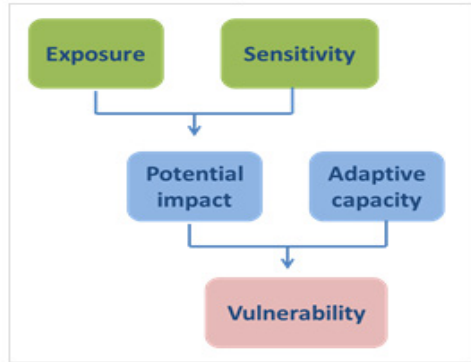 Exposure
Sensitivity
Potential
impact
Adaptive
capacity
Vulnerability